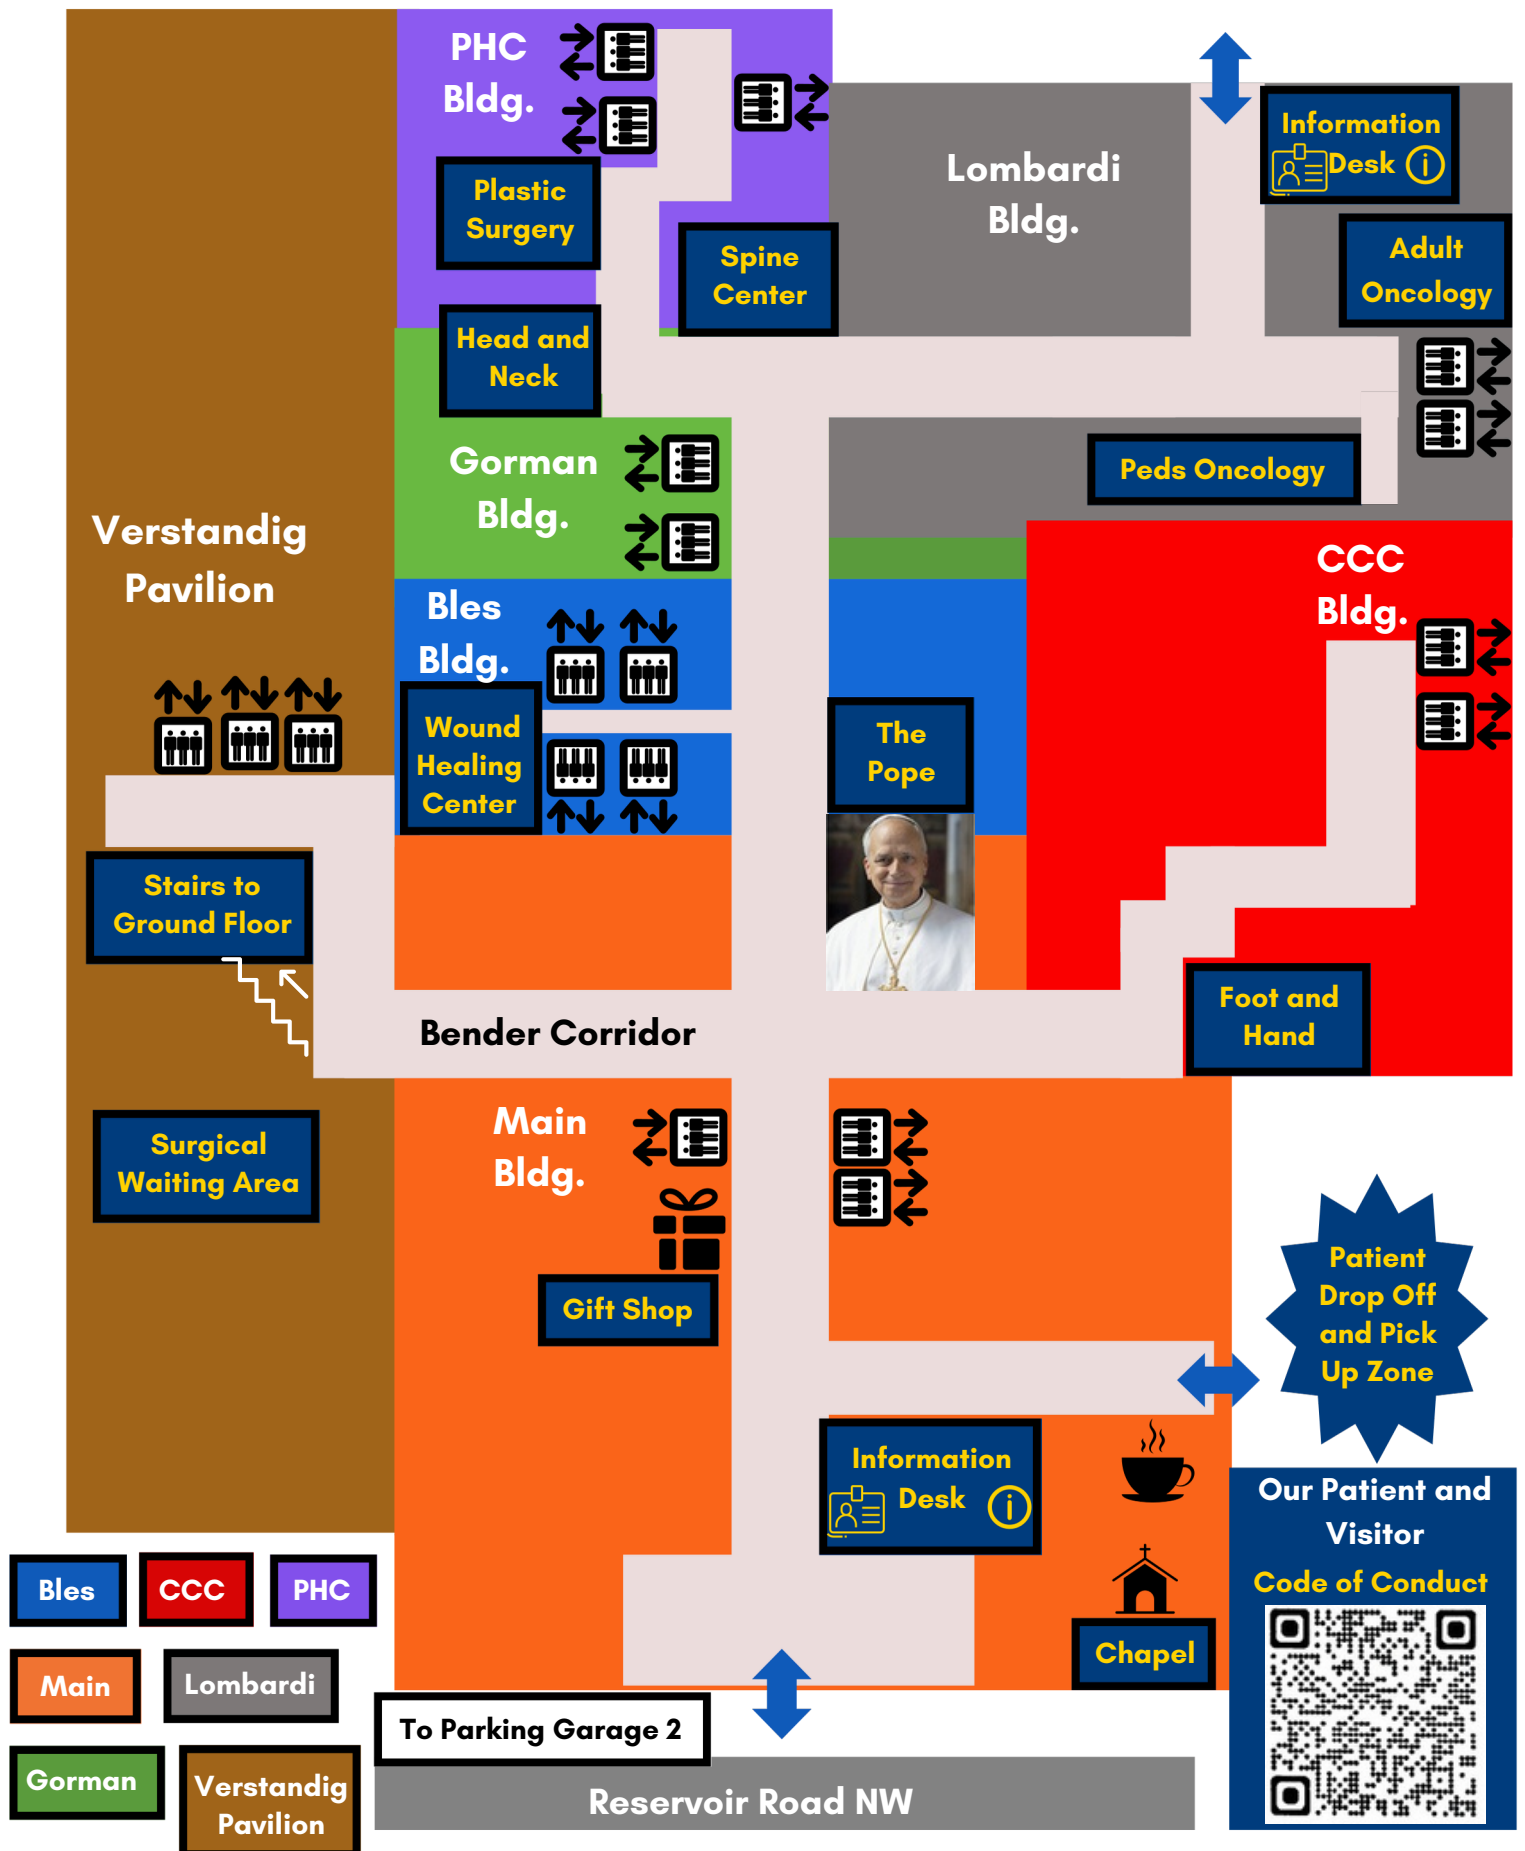 PHC
Bldg.
Plastic
Surgery
Spine
Center
Lombardi
Bldg.
Information
Desk
i
Adult
Oncology
Head and
Neck
Gorman
Bldg.
Peds Oncology
Verstandig
Pavilion
CCC
Bldg.
Bles
Bldg.
Wound
Healing
Center
The
Pope
Stairs to
Ground Floor
Bender Corridor
Foot and
Hand
Surgical
Waiting Area
Main
Bldg.
Gift Shop
Patient
Drop Off
and Pick
Up Zone
Information
Desk
i
Chapel
Our Patient and
Visitor
Code of Conduct
Bles
CCC
PHC
Main
Lombardi
Gorman
Verstandig
Pavilion
To Parking Garage 2
Reservoir Road NW